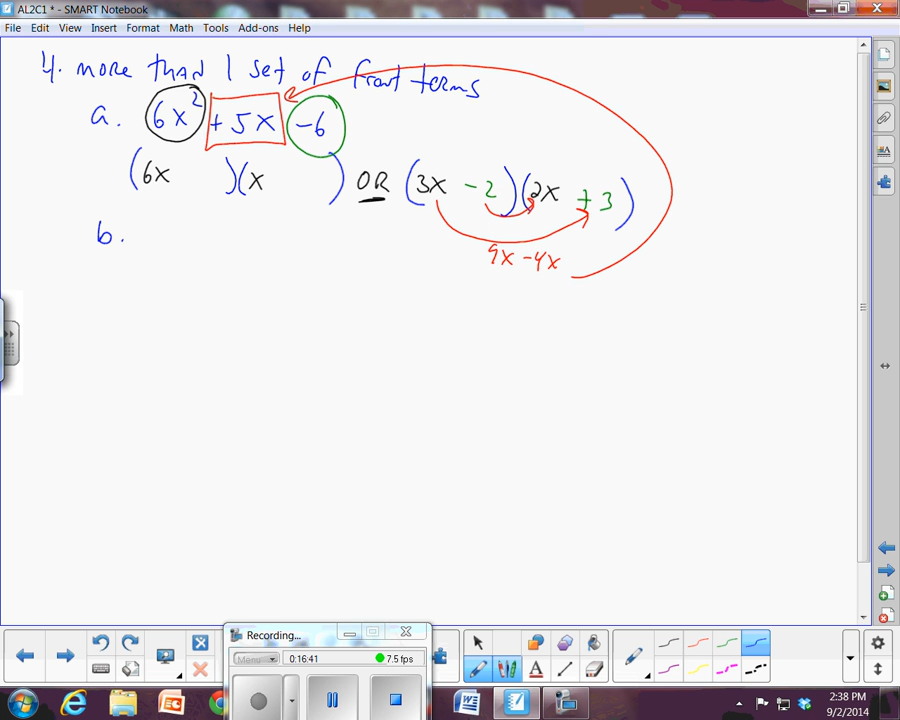 AL2C1 * - SMART Notebook
File Edit View Insert Format Math Tools Add-ons Help
4. more than 1 set of front terms
a. 6x² + 5x - 6
(6x )(x ) OR (3x - 2)(2x + 3)
9x - 4x
b.
Recording...
Menu 0:16:41 7.5 fps
2:38 PM
9/2/2014